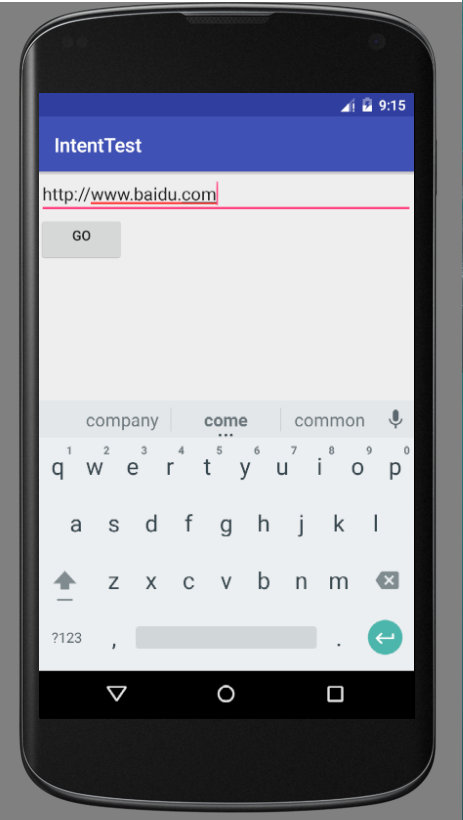 9:15
IntentTest
http://www.baidu.com
GO
company come common
1 2 3 4 5 6 7 8 9 0
q w e r t y u i o p
a s d f g h j k l
z x c v b n m
?123 , .